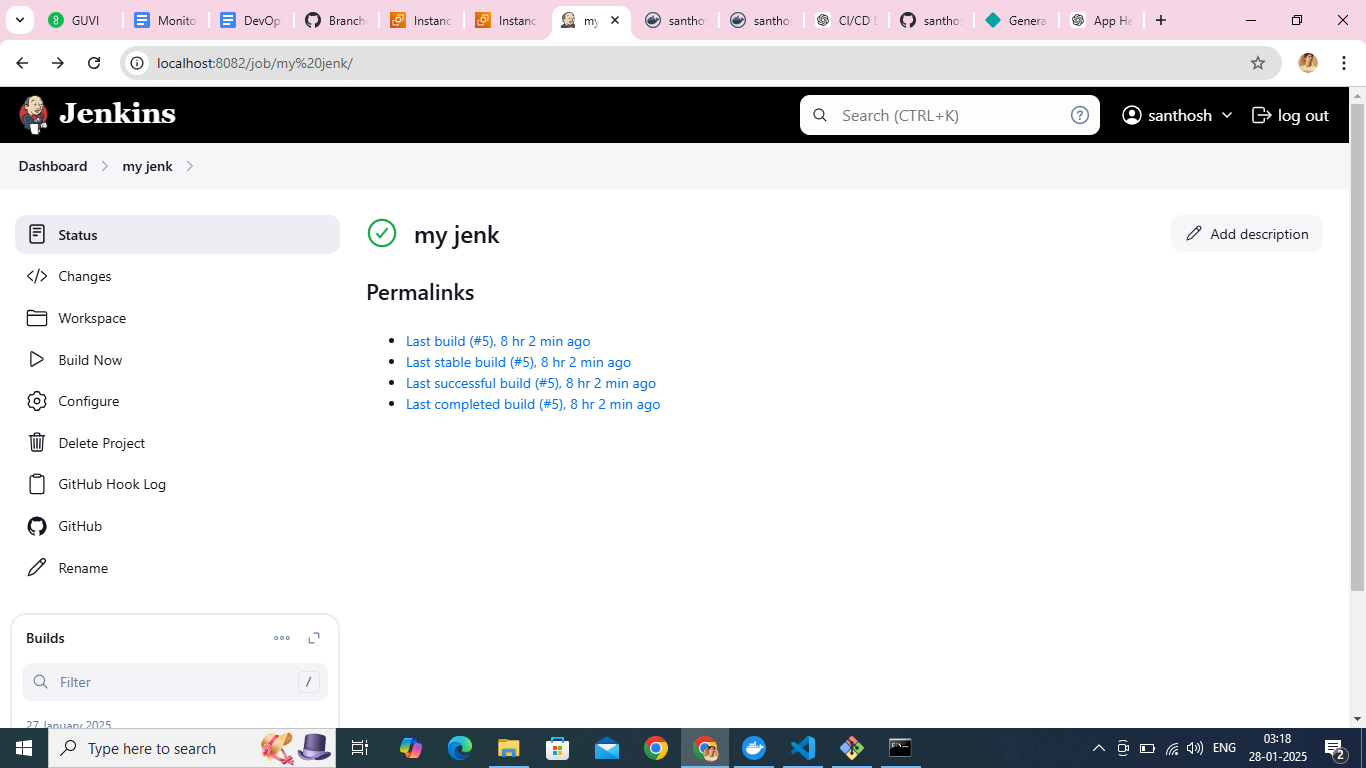 GUVI
Monito
DevOp
Branche
Instanc
Instanc
my
santhos
santhos
CI/CD
santhos
Genera
App He
localhost:8082/job/my%20jenk/
Jenkins
Search (CTRL+K)
santhosh
log out
Dashboard
my jenk
Status
Changes
Workspace
Build Now
Configure
Delete Project
GitHub Hook Log
GitHub
Rename
my jenk
Add description
Permalinks
Last build (#5), 8 hr 2 min ago
Last stable build (#5), 8 hr 2 min ago
Last successful build (#5), 8 hr 2 min ago
Last completed build (#5), 8 hr 2 min ago
Builds
Filter
/
27 January 2025
Type here to search
ENG
03:18
28-01-2025
2